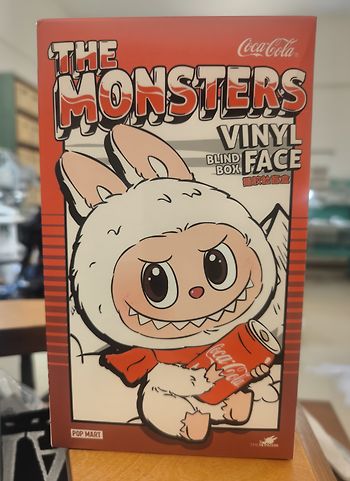 THE
Coca-Cola
MONSTERS
VINYL
BLIND
BOX
FACE
Coca-Cola
POP MART